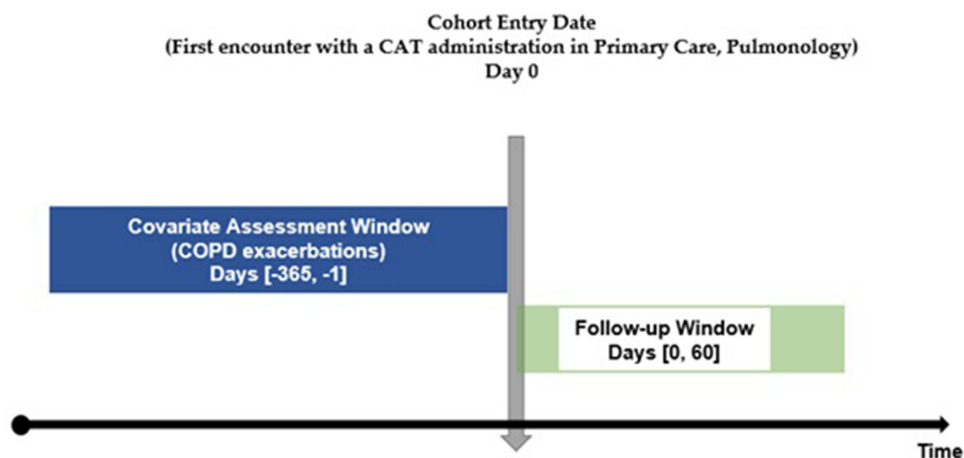 Cohort Entry Date
(First encounter with a CAT administration in Primary Care, Pulmonology)
Day 0
Covariate Assessment Window
(COPD exacerbations)
Days [-365, -1]
Follow-up Window
Days [0, 60]
Time